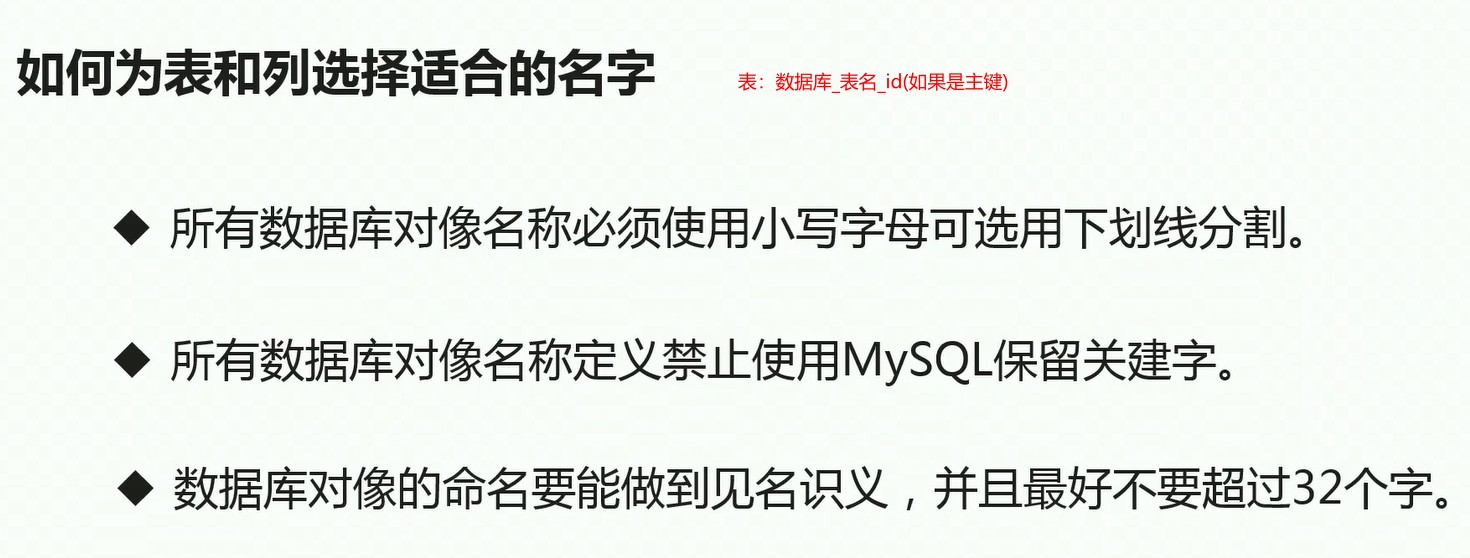 如何为表和列选择适合的名字
表：数据库_表名_id(如果是主键)
◆ 所有数据库对像名称必须使用小写字母可选用下划线分割。
◆ 所有数据库对像名称定义禁止使用MySQL保留关建字。
◆ 数据库对像的命名要能做到见名识义，并且最好不要超过32个字。